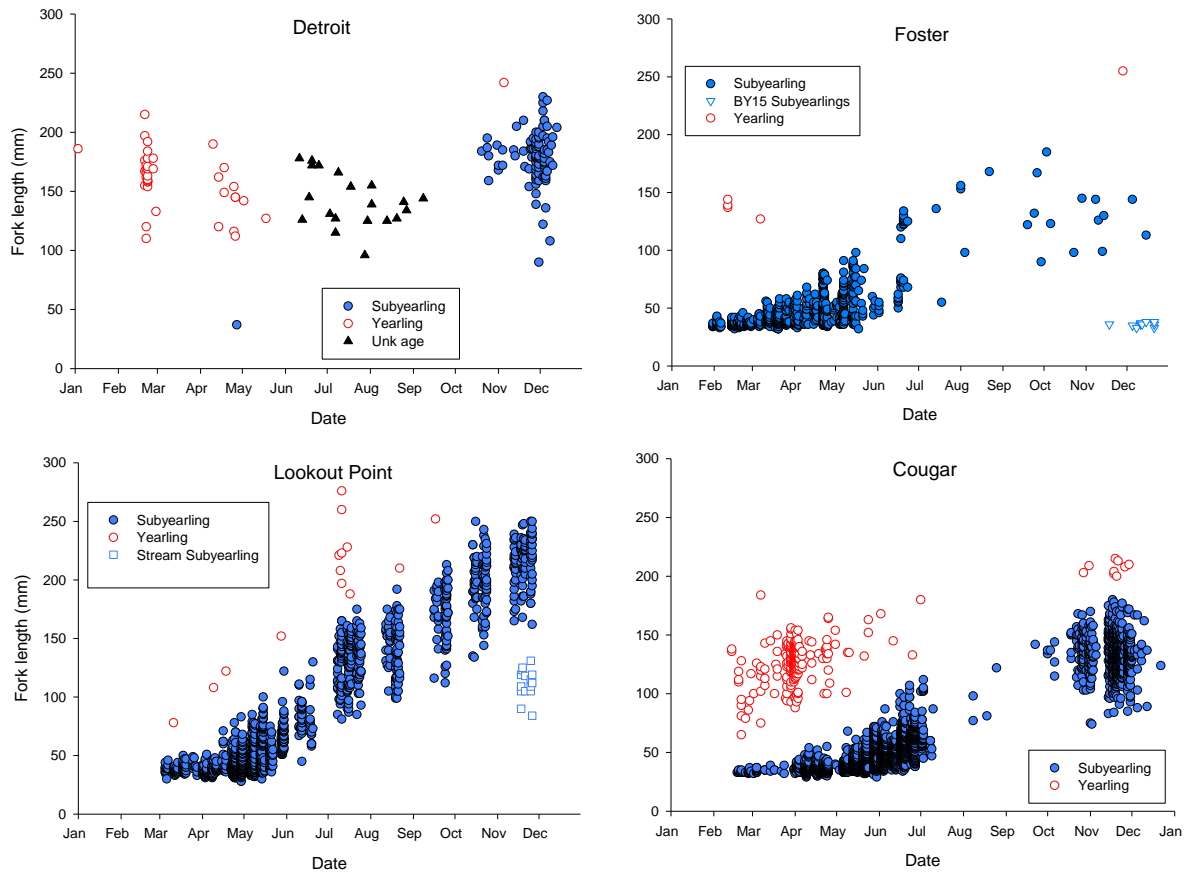 Detroit
300
250
200
150
100
50
0
Fork length (mm)
Subyearling
Yearling
Unk age
Jan Feb Mar Apr May Jun Jul Aug Sep Oct Nov Dec
Date
Foster
300
250
200
150
100
50
0
Subyearling
BY15 Subyearlings
Yearling
Jan Feb Mar Apr May Jun Jul Aug Sep Oct Nov Dec
Date
Lookout Point
300
250
200
150
100
50
0
Fork length (mm)
Subyearling
Yearling
Stream Subyearling
Jan Feb Mar Apr May Jun Jul Aug Sep Oct Nov Dec
Date
Cougar
300
250
200
150
100
50
0
Subyearling
Yearling
Jan Feb Mar Apr May Jun Jul Aug Sep Oct Nov Dec Jan
Date